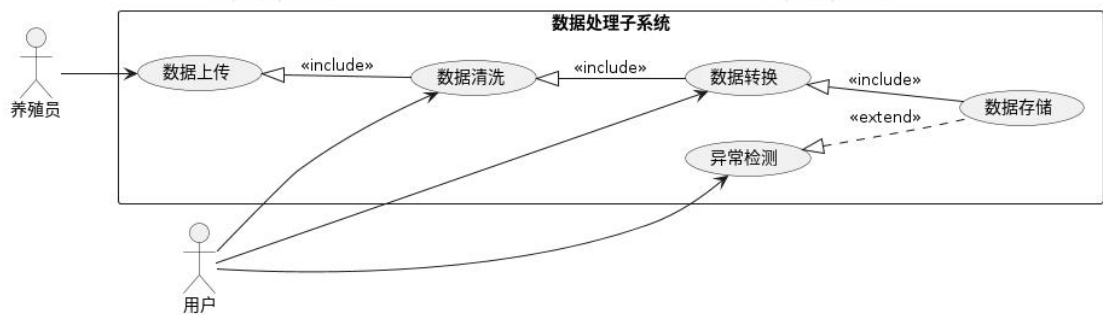 数据处理子系统
养殖员
数据上传
«include»
数据清洗
«include»
数据转换
«include»
数据存储
«extend»
异常检测
用户